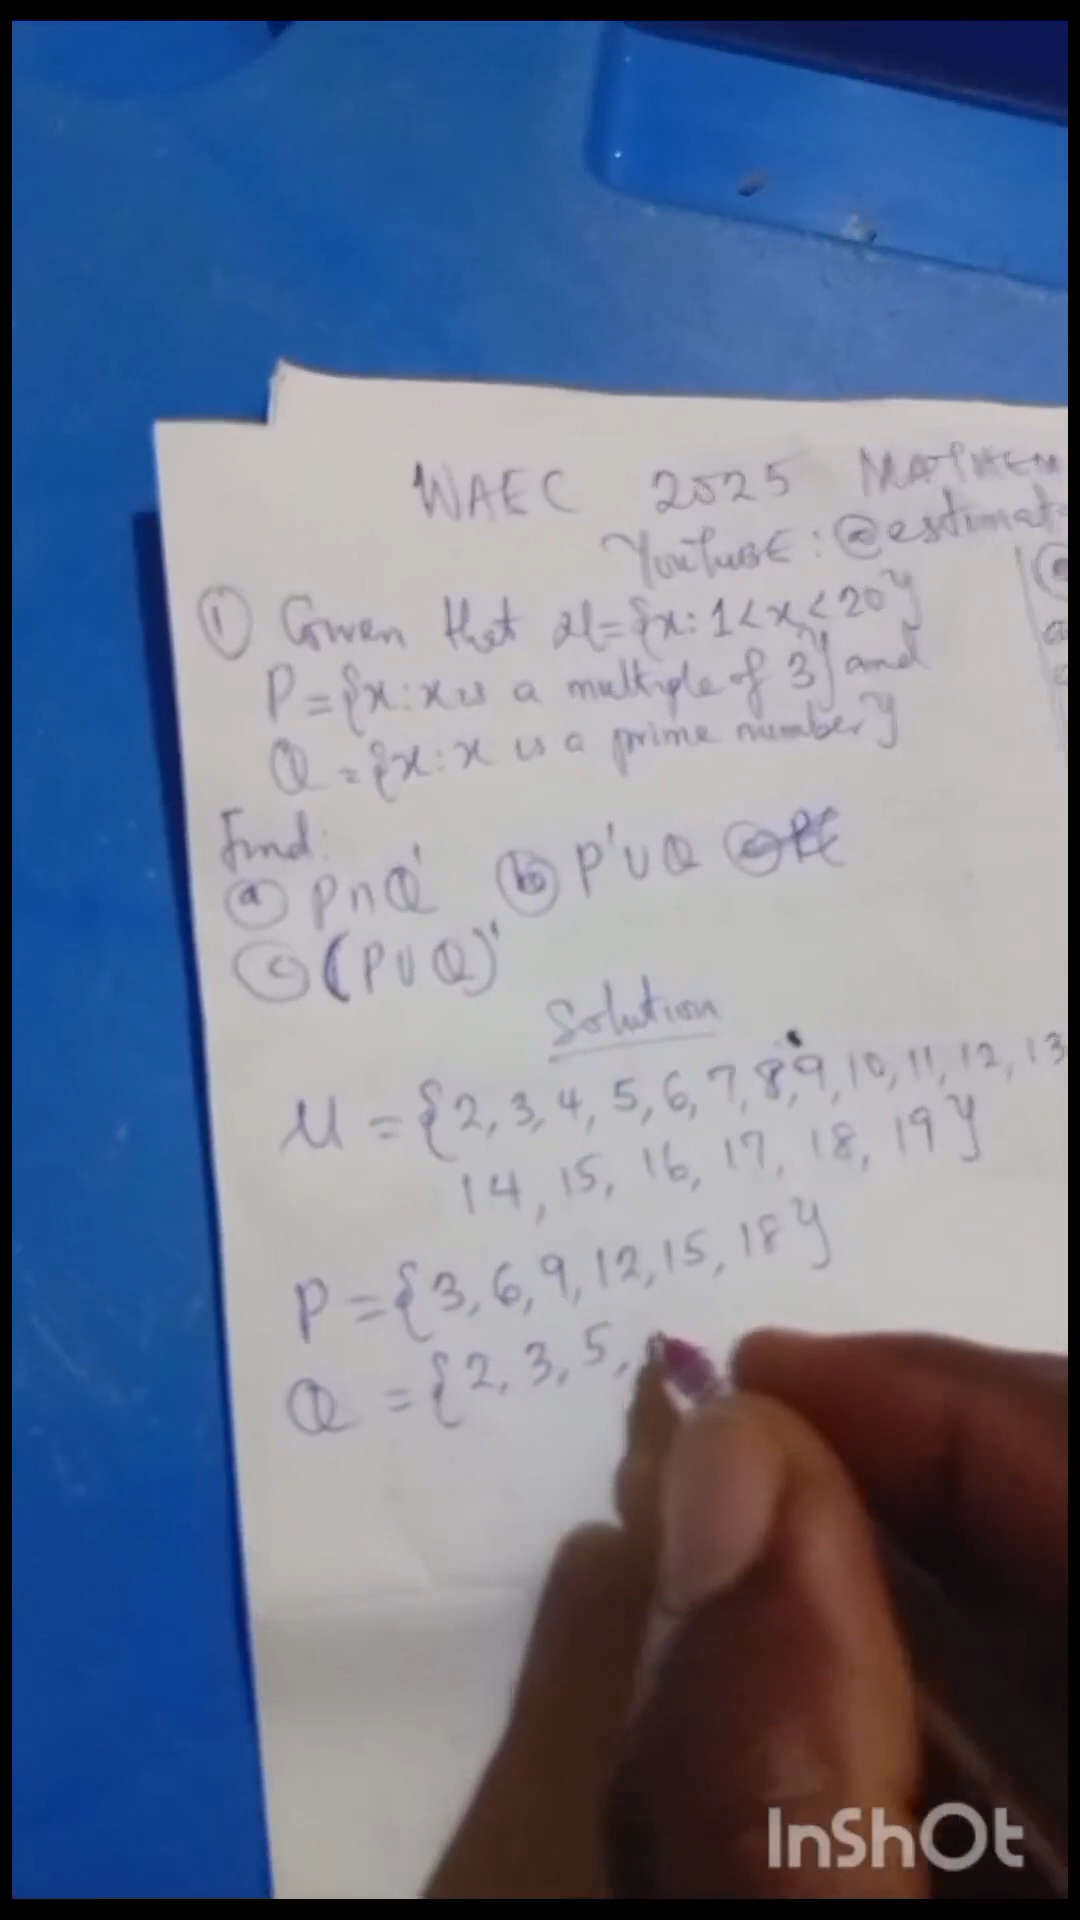 WAEC 2025 MATHEM
YouTUBE: @estimat
① Given that U={x: 1<x<20}
P={x: x is a multiple of 3} and
Q={x: x is a prime number}
Find:
ⓐ P∩Q' ⓑ P'∪Q
ⓒ (P∪Q)'
Solution
U = {2, 3, 4, 5, 6, 7, 8, 9, 10, 11, 12, 13
14, 15, 16, 17, 18, 19}
P = {3, 6, 9, 12, 15, 18}
Q = {2, 3, 5,
InShOt